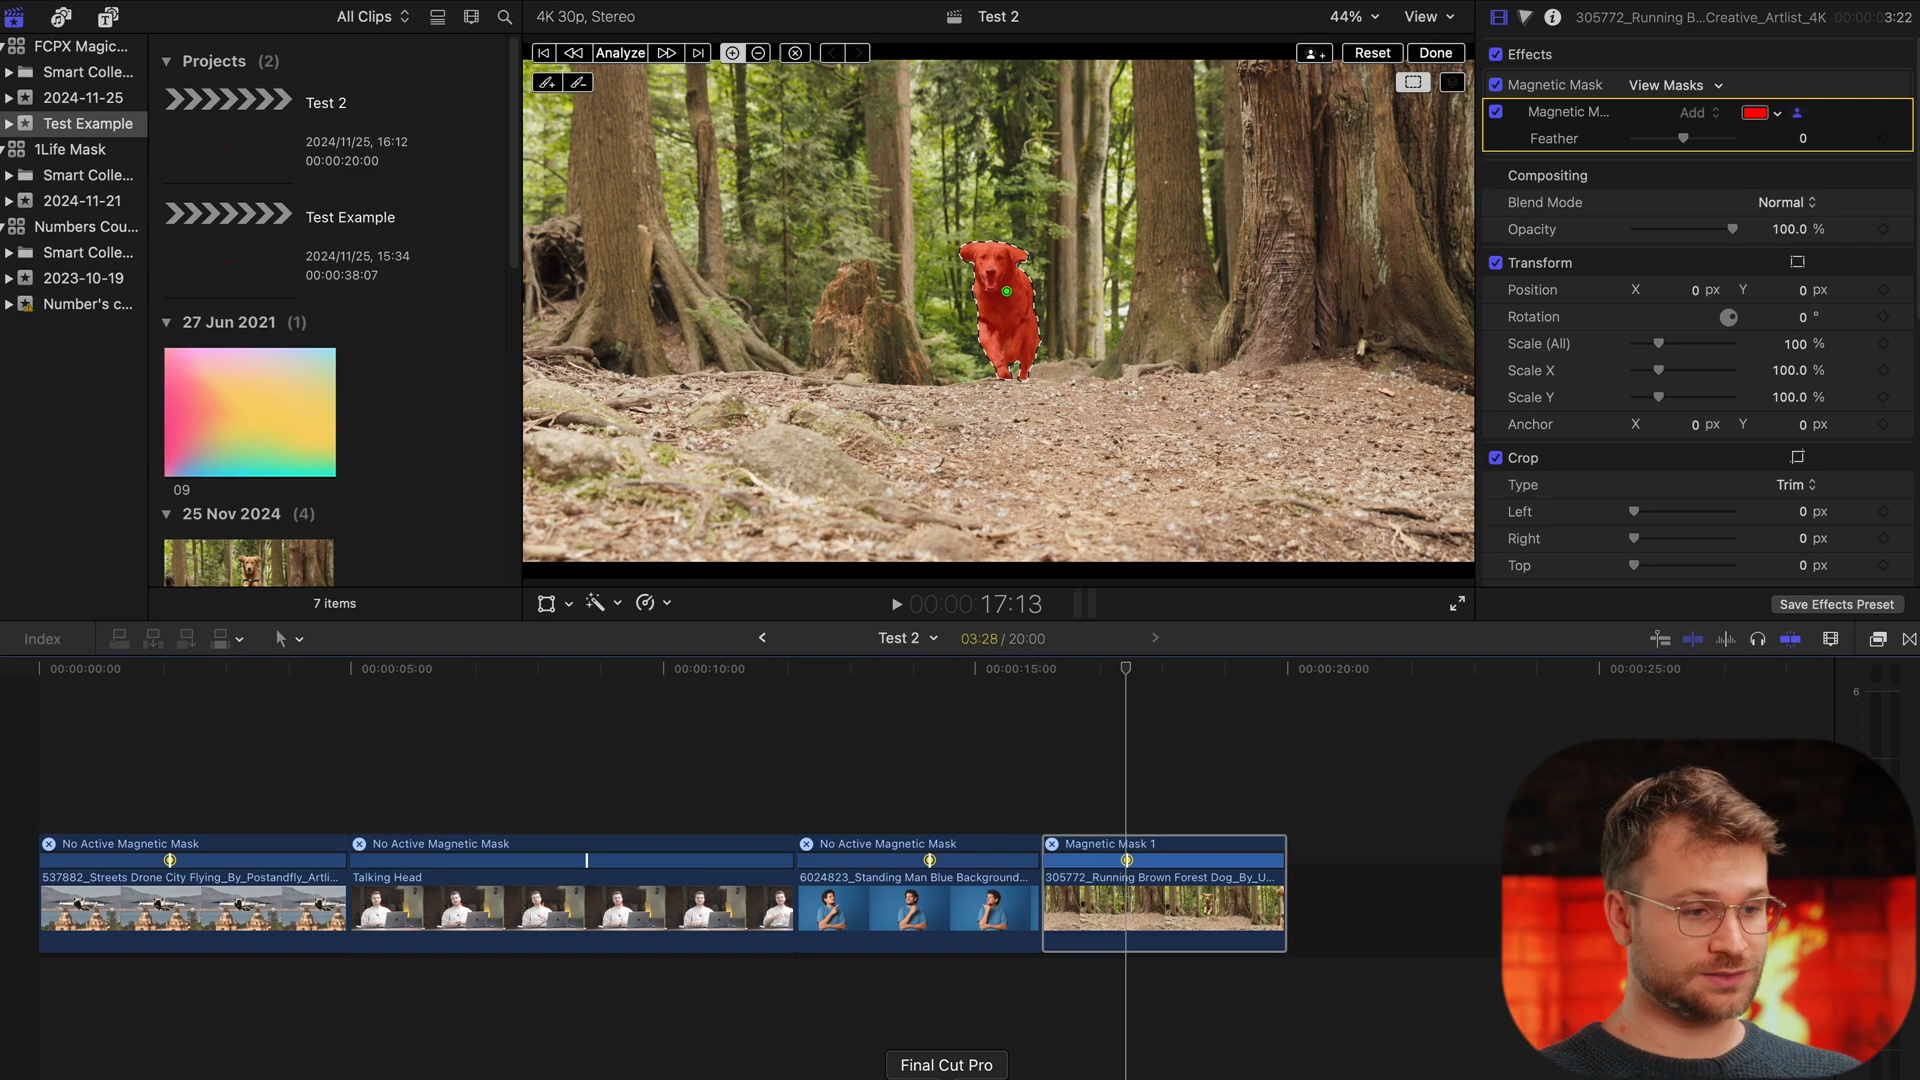 All Clips
4K 30p, Stereo
Test 2
44%
View
305772_Running B...Creative_Artlist_4K
00:00:03:22
FCPX Magic...
Smart Colle...
2024-11-25
Test Example
1Life Mask
Smart Colle...
2024-11-21
Numbers Cou...
Smart Colle...
2023-10-19
Number's c...
Projects (2)
Test 2
2024/11/25, 16:12
00:00:20:00
Test Example
2024/11/25, 15:34
00:00:38:07
27 Jun 2021 (1)
09
25 Nov 2024 (4)
7 items
Analyze
Reset
Done
00:00:00:17:13
Effects
Magnetic Mask View Masks
Magnetic M... Add
Feather 0
Compositing
Blend Mode Normal
Opacity 100.0 %
Transform
Position X 0 px Y 0 px
Rotation 0 °
Scale (All) 100 %
Scale X 100.0 %
Scale Y 100.0 %
Anchor X 0 px Y 0 px
Crop
Type Trim
Left 0 px
Right 0 px
Top 0 px
Save Effects Preset
Index
Test 2
03:28 / 20:00
00:00:00:00
00:00:05:00
00:00:10:00
00:00:15:00
00:00:20:00
00:00:25:00
6
No Active Magnetic Mask
No Active Magnetic Mask
No Active Magnetic Mask
Magnetic Mask 1
537882_Streets Drone City Flying_By_Postandfly_Artli...
Talking Head
6024823_Standing Man Blue Background...
305772_Running Brown Forest Dog_By_U...
Final Cut Pro